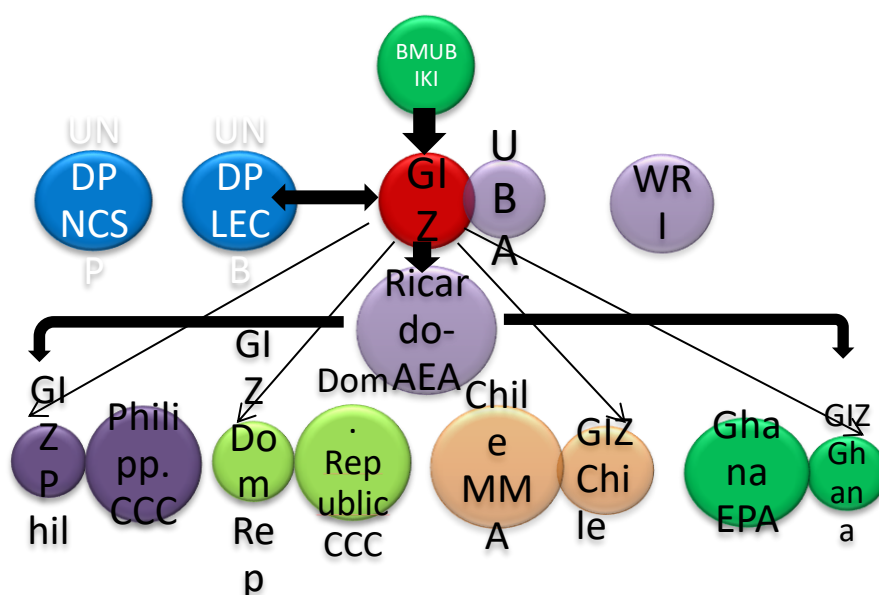 BMUB
IKI
UN
DP
NCS
P
UN
DP
LEC
B
GI
Z
U
B
A
WR
I
Ricar
do-
AEA
GI
Z
P
hil
Phili
pp.
CCC
GI
Z
Dom
Re
p
Dom
.
Rep
ublic
CCC
Chil
e
MM
A
GIZ
Chi
le
Gha
na
EPA
GIZ
Gh
an
a